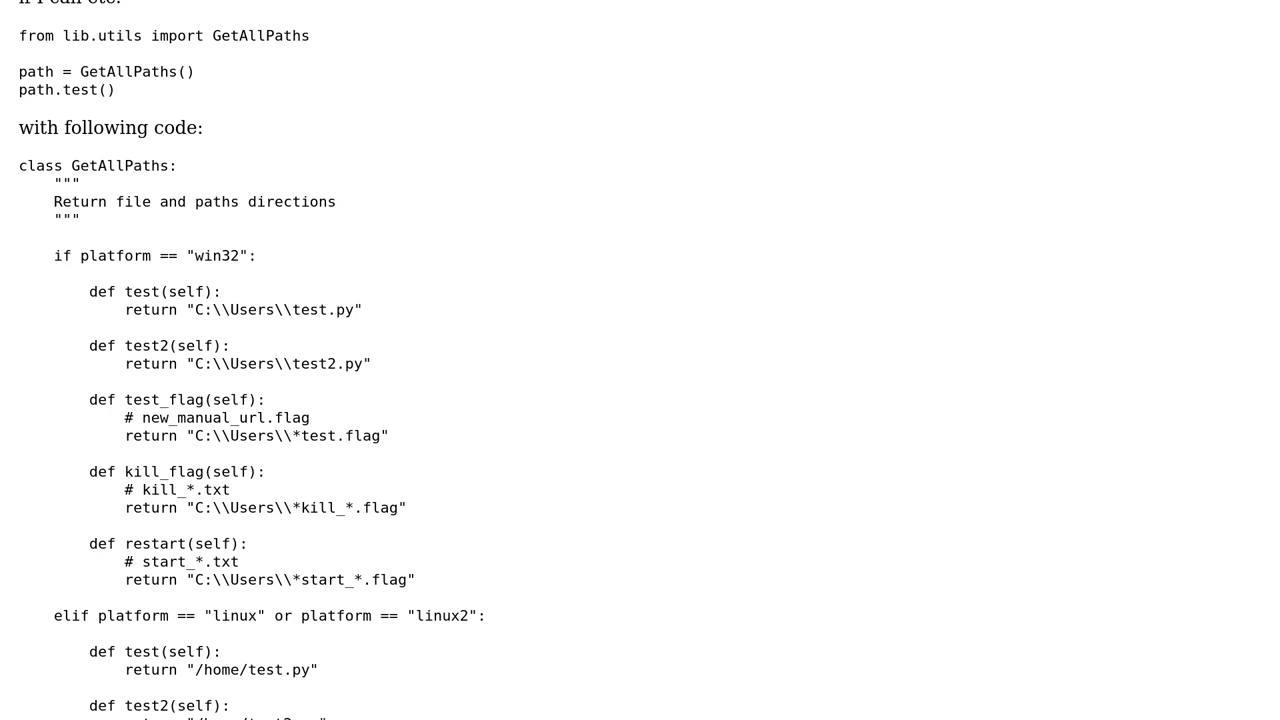 if I can etc.
from lib.utils import GetAllPaths
path = GetAllPaths()
path.test()
with following code:
class GetAllPaths:
"""
Return file and paths directions
"""
if platform == "win32":
def test(self):
return "C:\\Users\\test.py"
def test2(self):
return "C:\\Users\\test2.py"
def test_flag(self):
# new_manual_url.flag
return "C:\\Users\\*test.flag"
def kill_flag(self):
# kill_*.txt
return "C:\\Users\\*kill_*.flag"
def restart(self):
# start_*.txt
return "C:\\Users\\*start_*.flag"
elif platform == "linux" or platform == "linux2":
def test(self):
return "/home/test.py"
def test2(self):